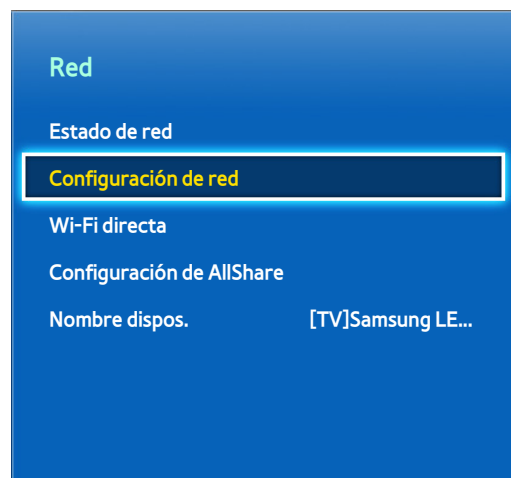 Red
Estado de red
Configuración de red
Wi-Fi directa
Configuración de AllShare
Nombre dispos. [TV]Samsung LE...